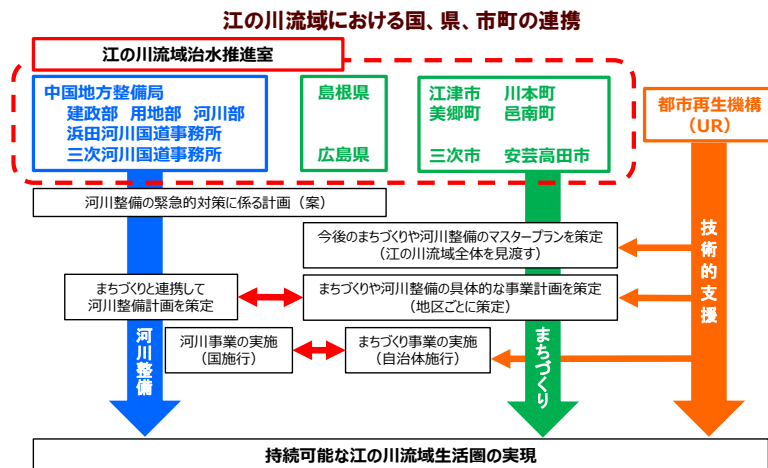 江の川流域における国、県、市町の連携
江の川流域治水推進室
中国地方整備局
建政部 用地部 河川部
浜田河川国道事務所
三次河川国道事務所
島根県
広島県
江津市 川本町
美郷町 邑南町
三次市 安芸高田市
都市再生機構
（UR）
河川整備の緊急的対策に係る計画（案）
今後のまちづくりや河川整備のマスタープランを策定
（江の川流域全体を見渡す）
まちづくりと連携して
河川整備計画を策定
まちづくりや河川整備の具体的な事業計画を策定
（地区ごとに策定）
河川事業の実施
（国施行）
まちづくり事業の実施
（自治体施行）
河川整備
まちづくり
技術的支援
持続可能な江の川流域生活圏の実現